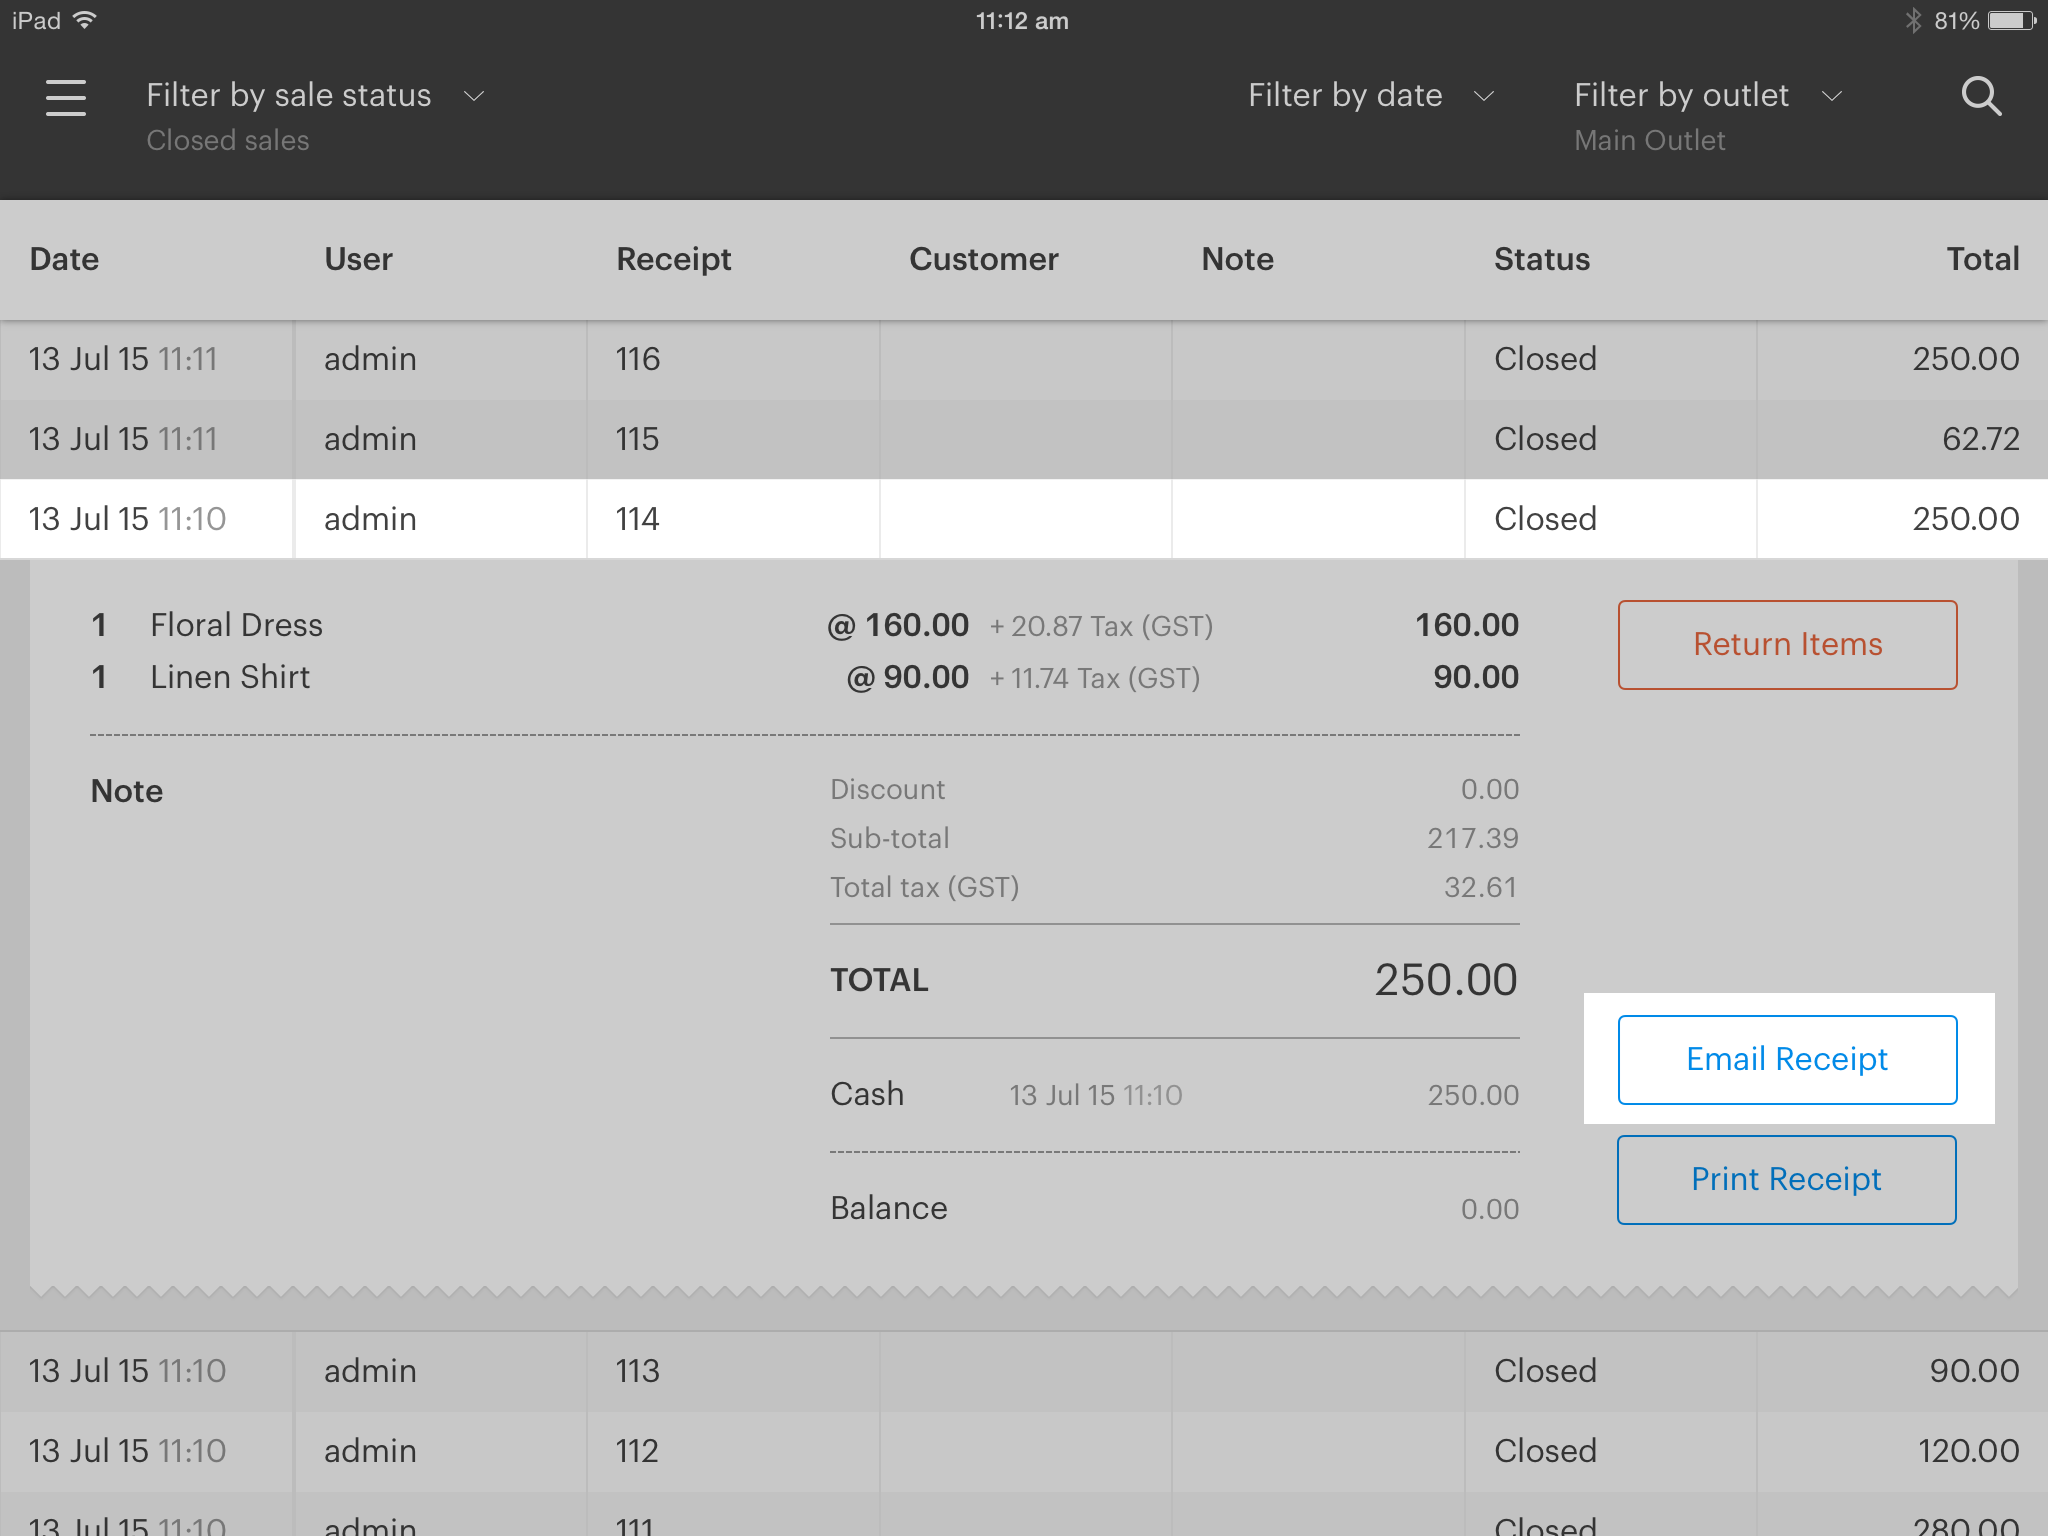 iPad 11:12 am 81%
Filter by sale status Filter by date Filter by outlet
Closed sales Main Outlet
Date User Receipt Customer Note Status Total
13 Jul 15 11:11 admin 116 Closed 250.00
13 Jul 15 11:11 admin 115 Closed 62.72
13 Jul 15 11:10 admin 114 Closed 250.00
1 Floral Dress @ 160.00 + 20.87 Tax (GST) 160.00
Return Items
1 Linen Shirt @ 90.00 + 11.74 Tax (GST) 90.00
Note Discount 0.00
Sub-total 217.39
Total tax (GST) 32.61
TOTAL 250.00
Email Receipt
Cash 13 Jul 15 11:10 250.00
Print Receipt
Balance 0.00
13 Jul 15 11:10 admin 113 Closed 90.00
13 Jul 15 11:10 admin 112 Closed 120.00
13 Jul 15 11:10 admin 111 Closed 280.00